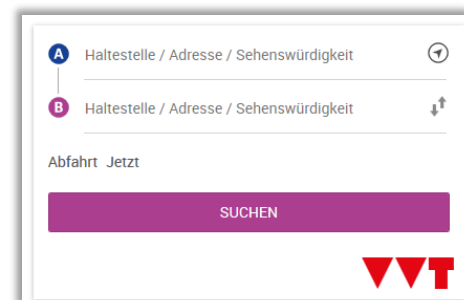 A Haltestelle / Adresse / Sehenswürdigkeit
B Haltestelle / Adresse / Sehenswürdigkeit
Abfahrt Jetzt
SUCHEN
VVT